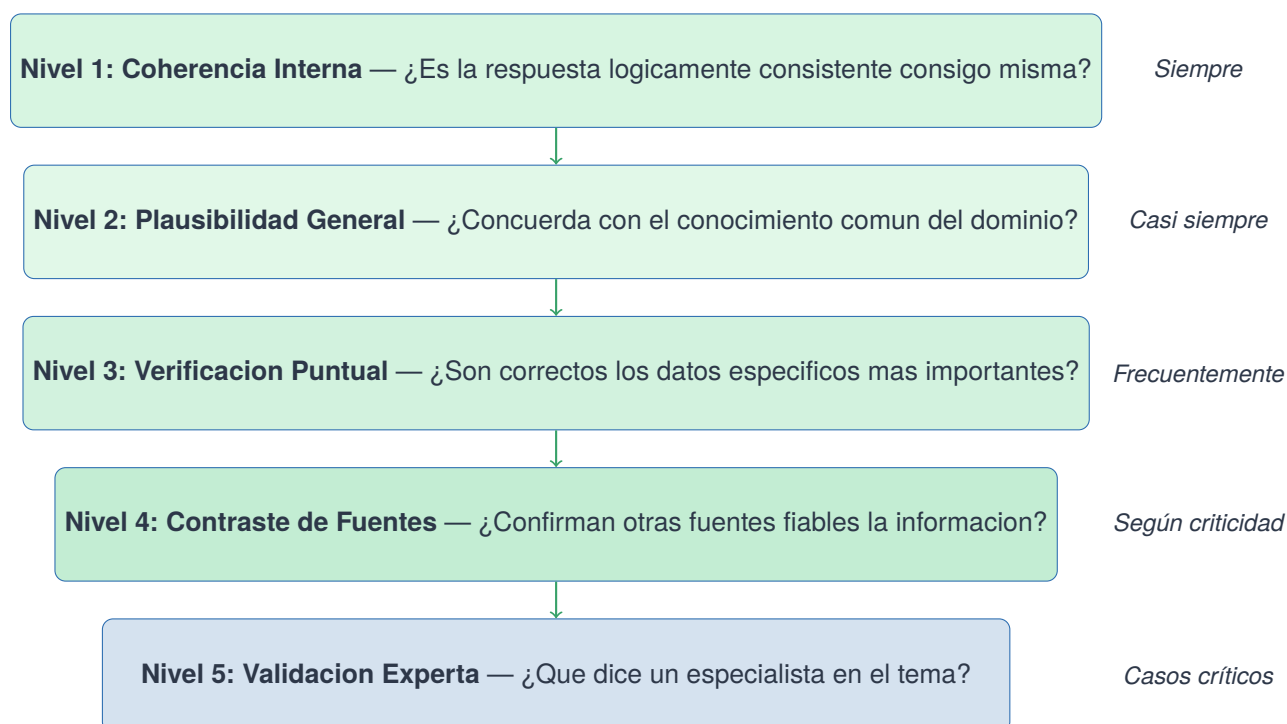 Nivel 1: Coherencia Interna — ¿Es la respuesta logicamente consistente consigo misma? Siempre
Nivel 2: Plausibilidad General — ¿Concuerda con el conocimiento comun del dominio? Casi siempre
Nivel 3: Verificacion Puntual — ¿Son correctos los datos especificos mas importantes? Frecuentemente
Nivel 4: Contraste de Fuentes — ¿Confirman otras fuentes fiables la informacion? Según criticidad
Nivel 5: Validacion Experta — ¿Que dice un especialista en el tema? Casos críticos